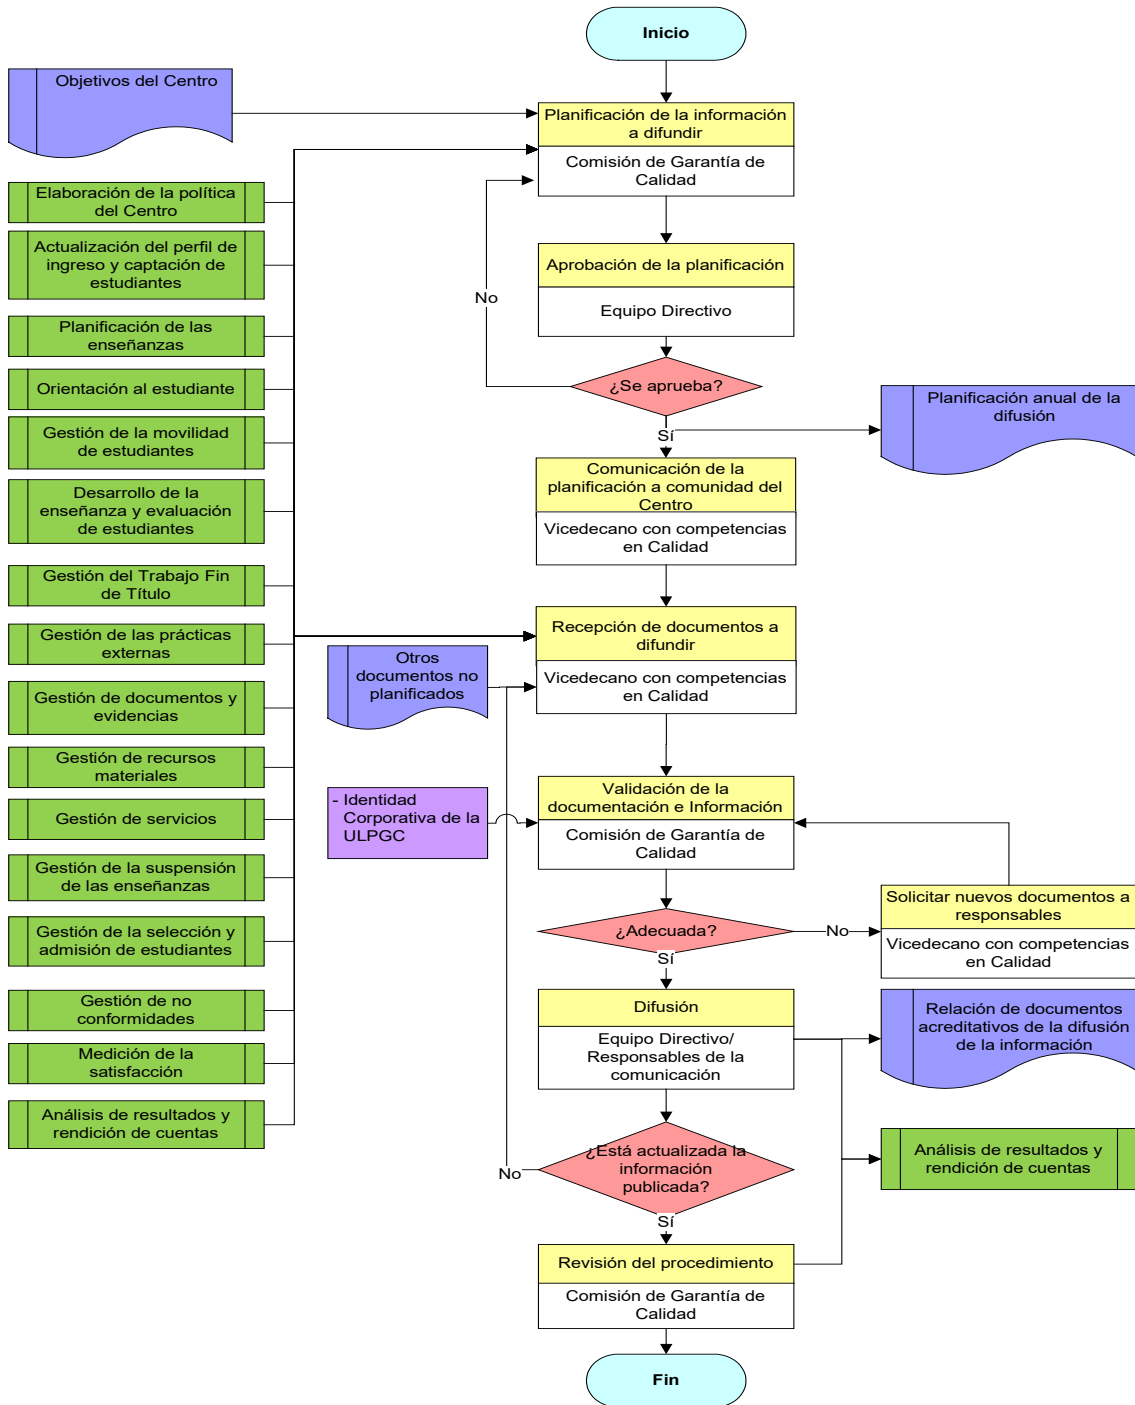 Inicio
Objetivos del Centro
Planificación de la información
a difundir
Comisión de Garantía de
Calidad
Elaboración de la política
del Centro
Actualización del perfil de
ingreso y captación de
estudiantes
Aprobación de la planificación
Equipo Directivo
No
Planificación de las
enseñanzas
Orientación al estudiante
¿Se aprueba?
Planificación anual de la
difusión
Sí
Gestión de la movilidad
de estudiantes
Comunicación de la
planificación a comunidad del
Centro
Vicedecano con competencias
en Calidad
Desarrollo de la
enseñanza y evaluación
de estudiantes
Gestión del Trabajo Fin
de Título
Gestión de las prácticas
externas
Recepción de documentos a
difundir
Vicedecano con competencias
en Calidad
Otros
documentos no
planificados
Gestión de documentos y
evidencias
Gestión de recursos
materiales
Gestión de servicios
- Identidad
Corporativa de la
ULPGC
Validación de la
documentación e Información
Comisión de Garantía de
Calidad
Gestión de la suspensión
de las enseñanzas
Gestión de la selección y
admisión de estudiantes
¿Adecuada?
No
Solicitar nuevos documentos a
responsables
Vicedecano con competencias
en Calidad
Sí
Gestión de no
conformidades
Difusión
Equipo Directivo/
Responsables de la
comunicación
Relación de documentos
acreditativos de la difusión
de la información
Medición de la
satisfacción
Análisis de resultados y
rendición de cuentas
¿Está actualizada la
información
publicada?
No
Análisis de resultados y
rendición de cuentas
Sí
Revisión del procedimiento
Comisión de Garantía de
Calidad
Fin